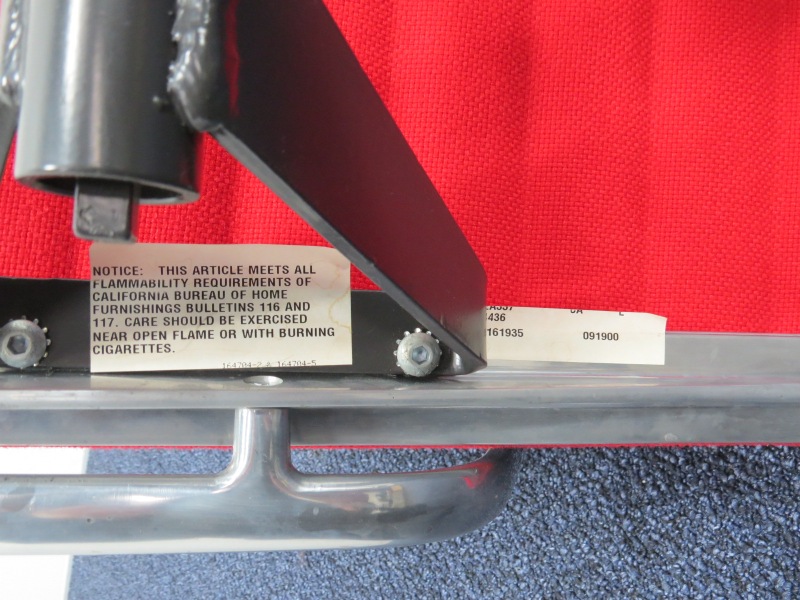 NOTICE: THIS ARTICLE MEETS ALL
FLAMMABILITY REQUIREMENTS OF
CALIFORNIA BUREAU OF HOME
FURNISHINGS BULLETINS 116 AND
117. CARE SHOULD BE EXERCISED
NEAR OPEN FLAME OR WITH BURNING
CIGARETTES.
164704-2 & 164704-5
436
161935 091900